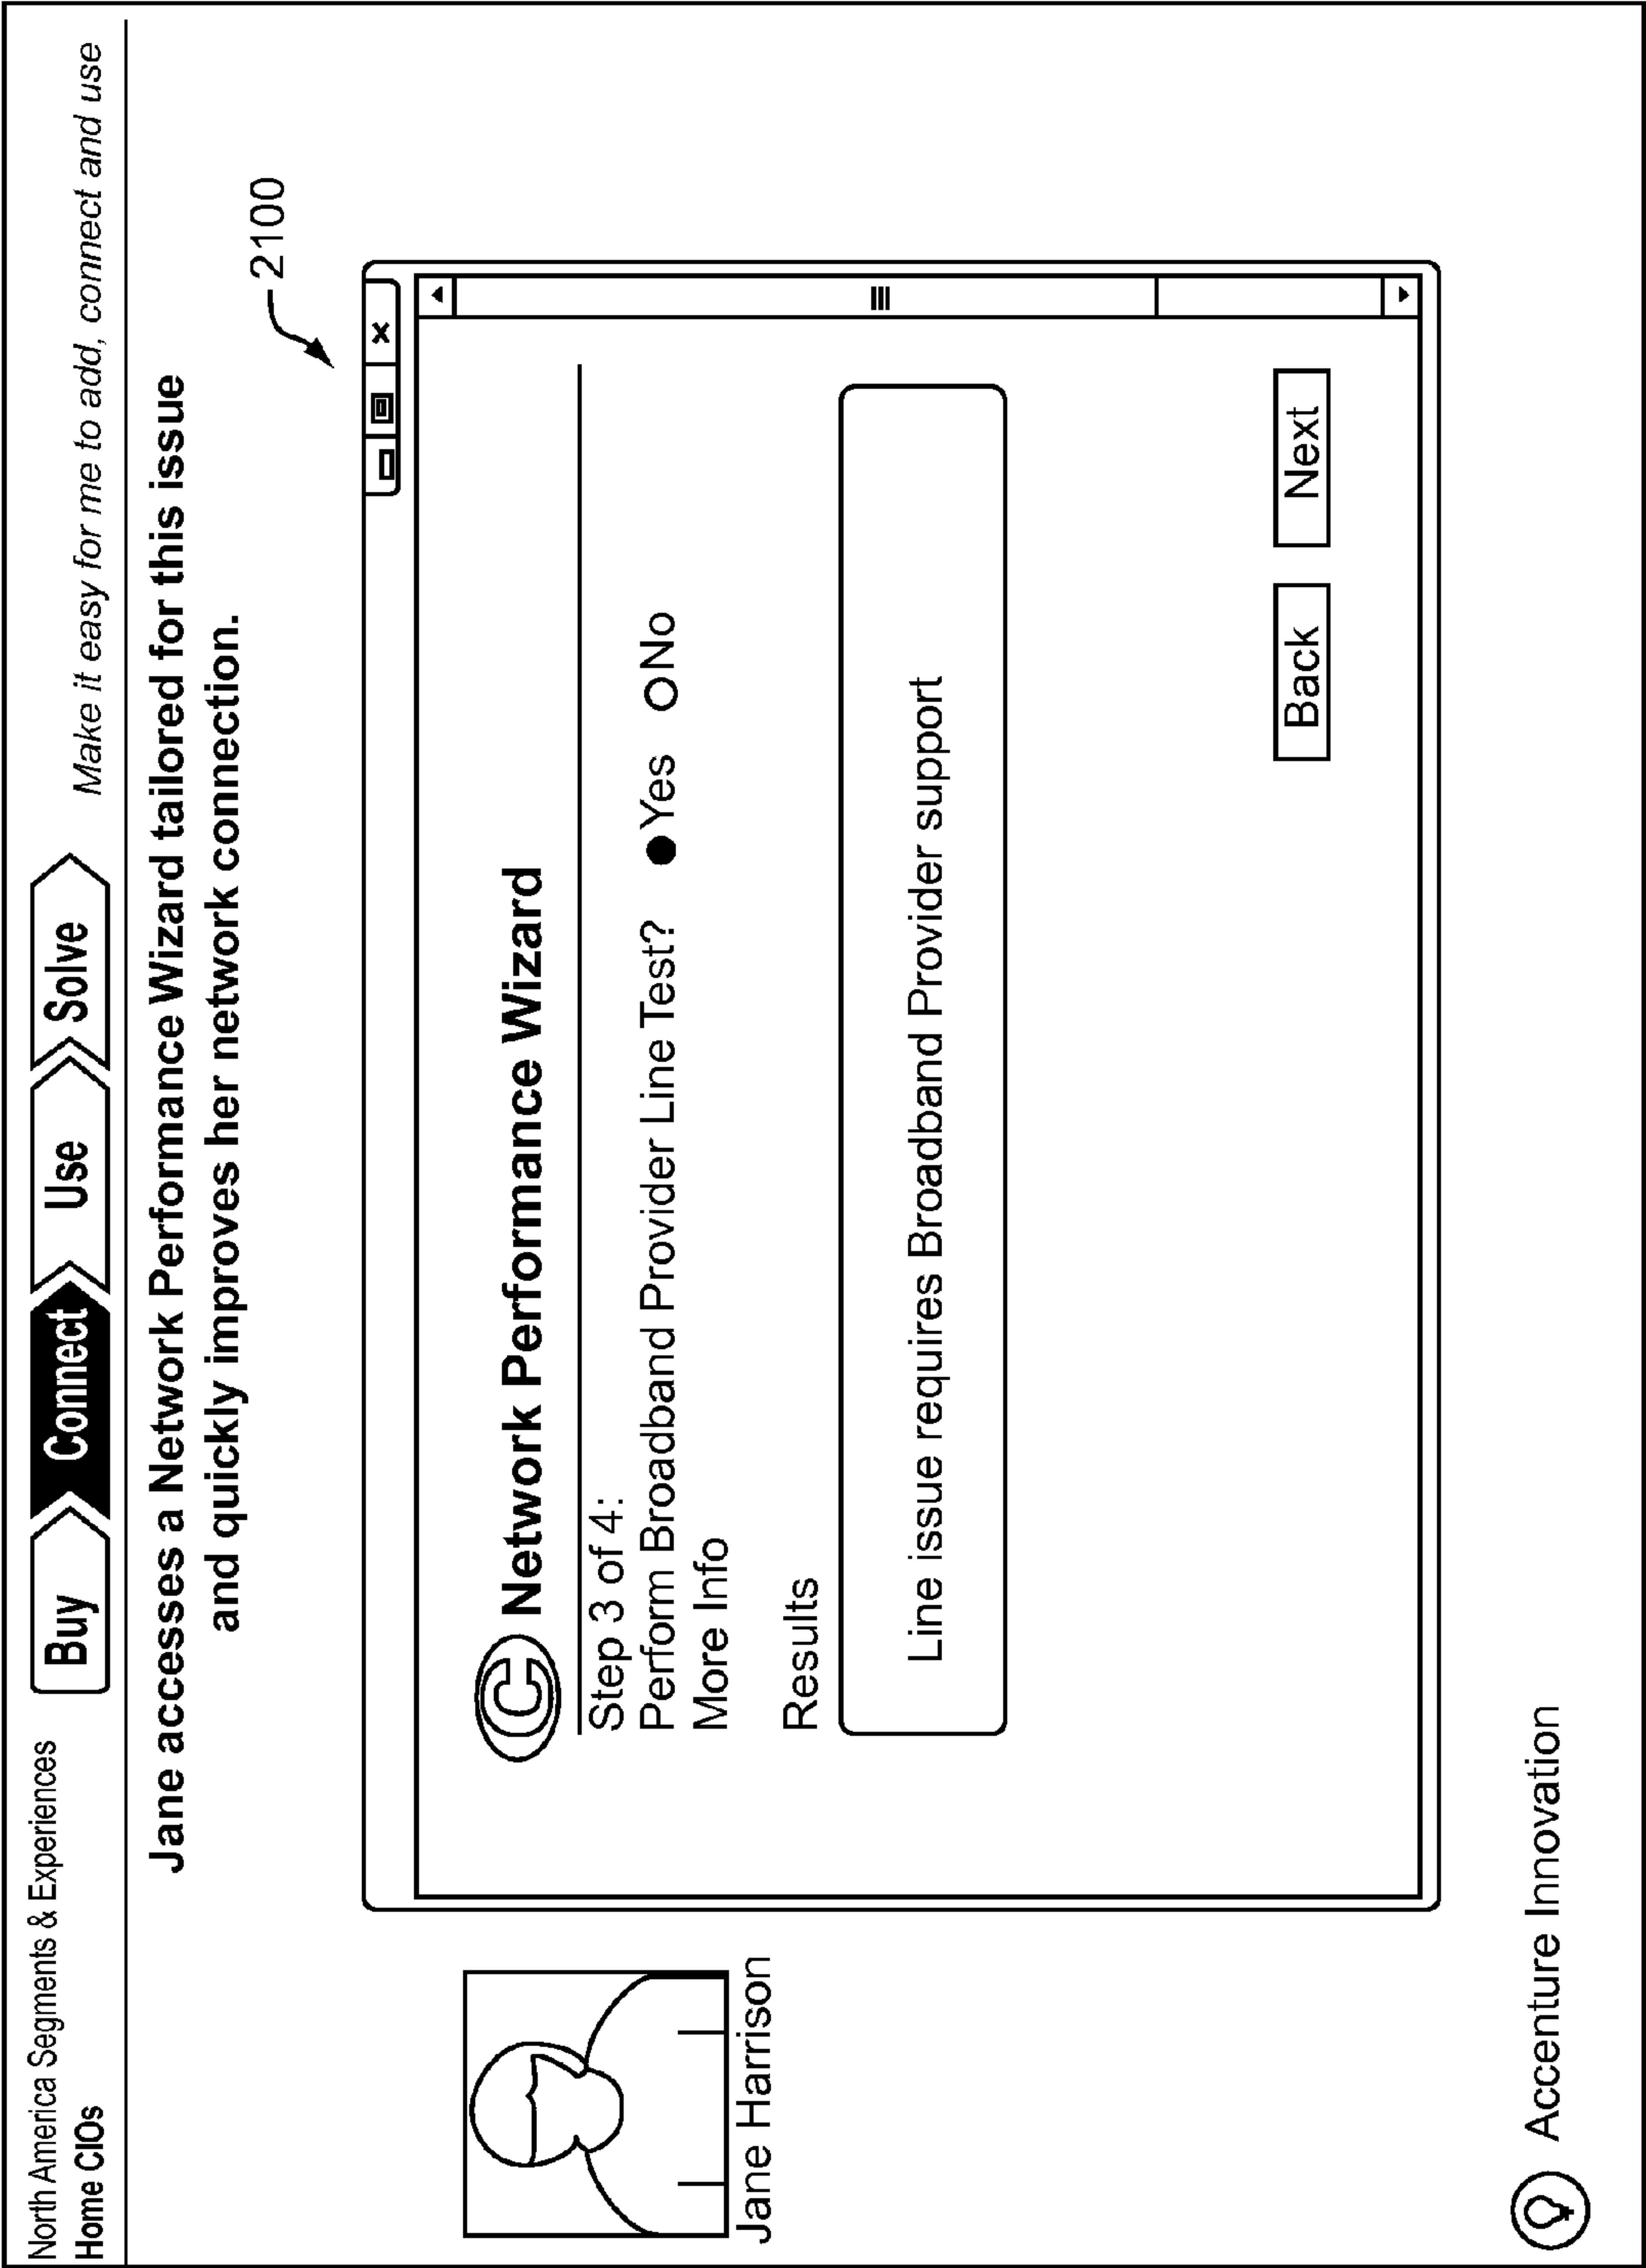 North America Segments & Experiences
Home CIOs
Buy
Connect
Use
Solve
Make it easy for me to add, connect and use
Jane accesses a Network Performance Wizard tailored for this issue
and quickly improves her network connection.
2100
Jane Harrison
C Network Performance Wizard
Step 3 of 4:
Perform Broadband Provider Line Test? Yes No
More Info
Results
Line issue requires Broadband Provider support
Back Next
Accenture Innovation